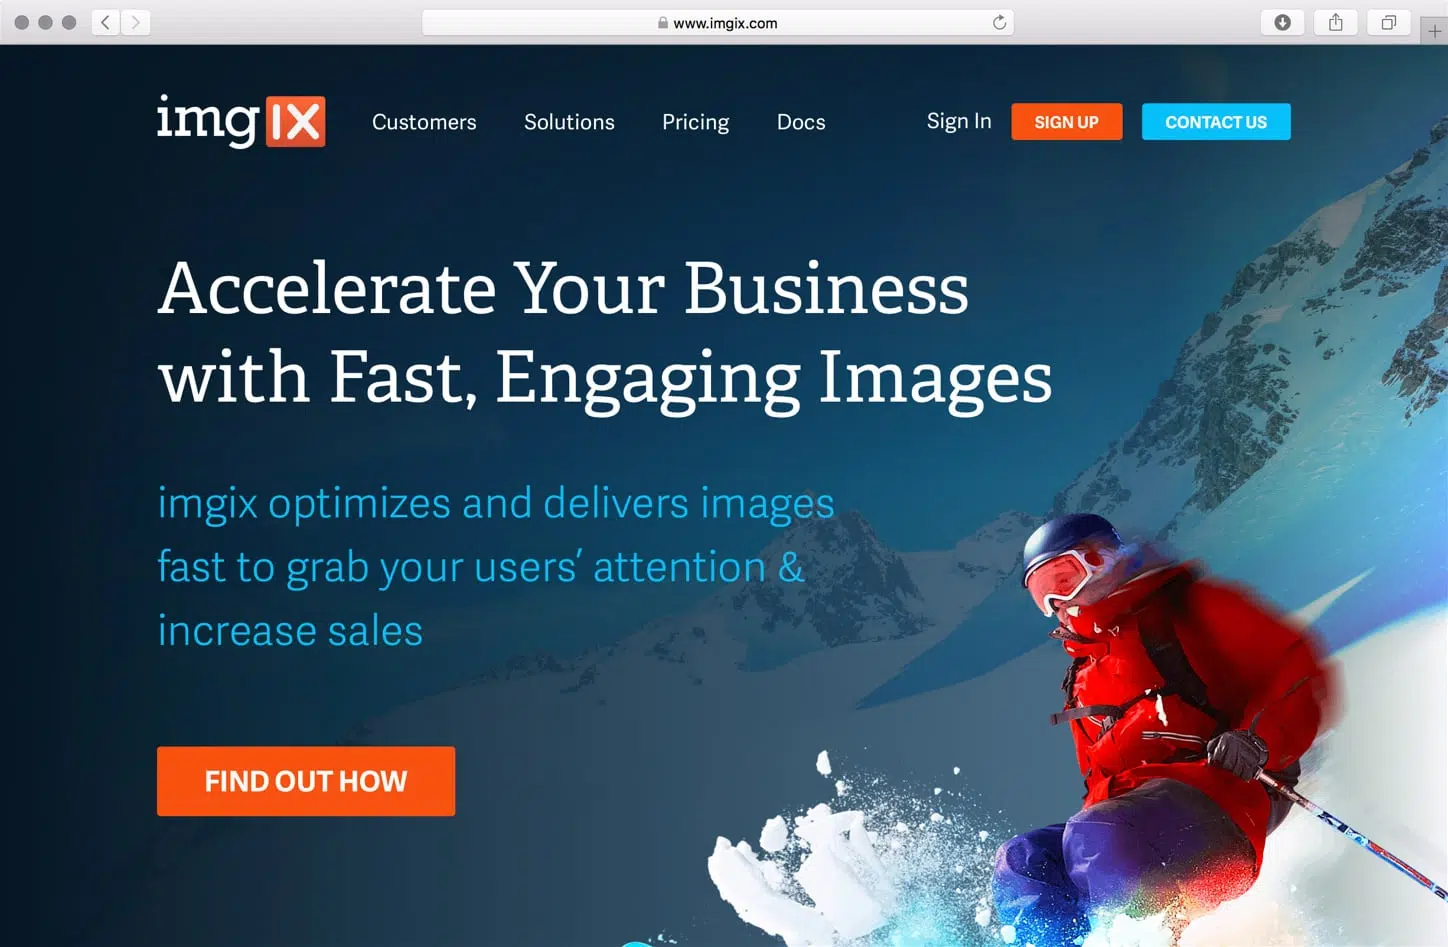 www.imgix.com
imgIX
Customers
Solutions
Pricing
Docs
Sign In
SIGN UP
CONTACT US
Accelerate Your Business
with Fast, Engaging Images
imgix optimizes and delivers images
fast to grab your users’ attention &
increase sales
FIND OUT HOW